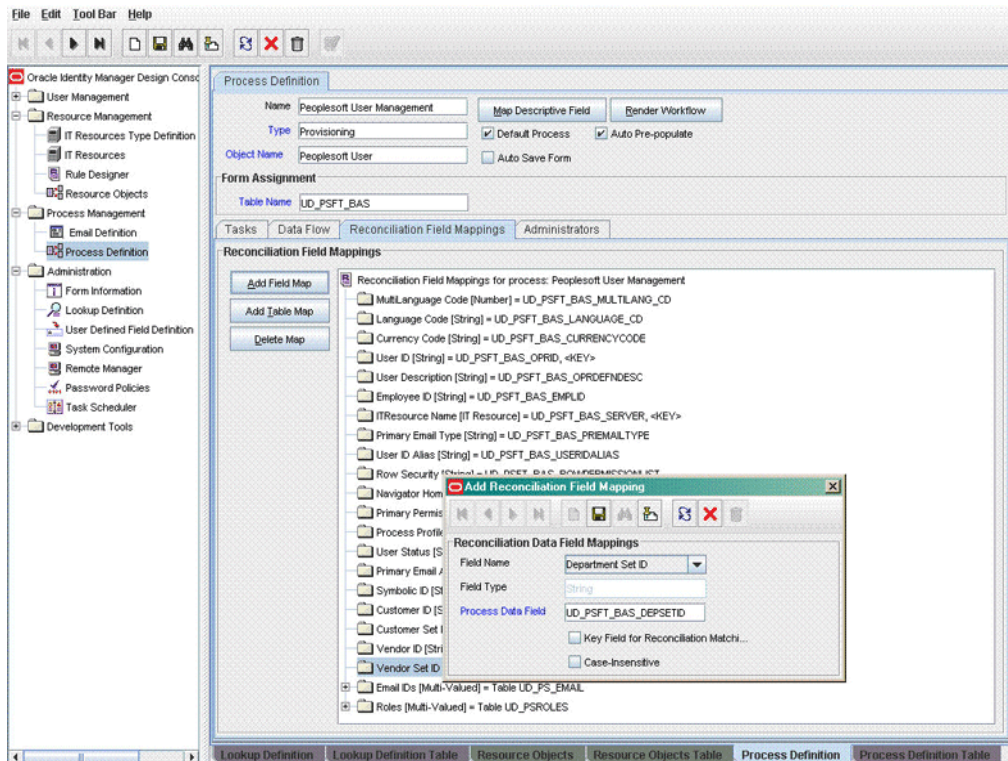 File Edit Tool Bar Help
Oracle Identity Manager Design Conso
User Management
Resource Management
IT Resources Type Definition
IT Resources
Rule Designer
Resource Objects
Process Management
Email Definition
Process Definition
Administration
Form Information
Lookup Definition
User Defined Field Definition
System Configuration
Remote Manager
Password Policies
Task Scheduler
Development Tools
Process Definition
Name Peoplesoft User Management Map Descriptive Field Render Workflow
Type Provisioning Default Process Auto Pre-populate
Object Name Peoplesoft User Auto Save Form
Form Assignment
Table Name UD_PSFT_BAS
Tasks Data Flow Reconciliation Field Mappings Administrators
Reconciliation Field Mappings
Add Field Map
Add Table Map
Delete Map
Reconciliation Field Mappings for process: Peoplesoft User Management
MultiLanguage Code [Number] = UD_PSFT_BAS_MULTILANG_CD
Language Code [String] = UD_PSFT_BAS_LANGUAGE_CD
Currency Code [String] = UD_PSFT_BAS_CURRENCYCODE
User ID [String] = UD_PSFT_BAS_OPRID, <KEY>
User Description [String] = UD_PSFT_BAS_OPRDEFNDESC
Employee ID [String] = UD_PSFT_BAS_EMPLID
ITResource Name [IT Resource] = UD_PSFT_BAS_SERVER, <KEY>
Primary Email Type [String] = UD_PSFT_BAS_PRIEMAILTYPE
User ID Alias [String] = UD_PSFT_BAS_USERIDALIAS
Row Security [String] = UD_PSFT_BAS_ROWPERMISSIONLIST
Navigator Hom
Primary Permis
Process Profile
User Status [S
Primary Email A
Symbolic ID [St
Customer ID [S
Customer Set I
Vendor ID [Stri
Vendor Set ID
Email IDs [Multi-Valued] = Table UD_PS_EMAIL
Roles [Multi-Valued] = Table UD_PSROLES
Add Reconciliation Field Mapping
Reconciliation Data Field Mappings
Field Name Department Set ID
Field Type String
Process Data Field UD_PSFT_BAS_DEPSETID
Key Field for Reconciliation Matchi...
Case-Insensitive
Lookup Definition Lookup Definition Table Resource Objects Resource Objects Table Process Definition Process Definition Table